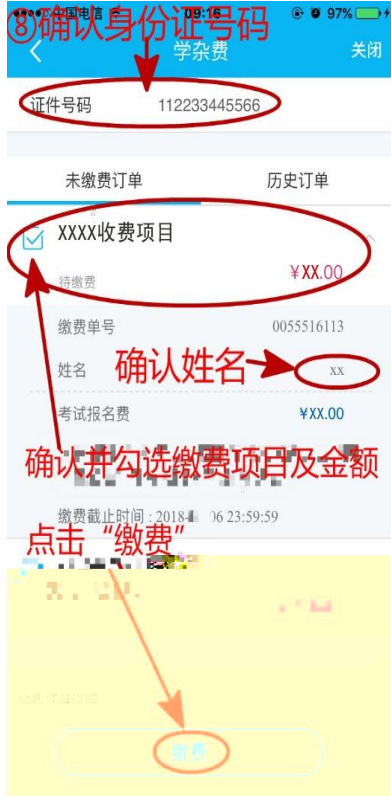 ⑧确认身份证号码
中国电信 09:16 97%
学杂费 关闭
证件号码 112233445566
未缴费订单 历史订单
XXXX收费项目
待缴费 ¥XX.00
缴费单号 0055516113
姓名 确认姓名 xx
考试报名费 ¥XX.00
确认并勾选缴费项目及金额
缴费截止时间 : 2018- 06 23:59:59
点击“缴费”
缴费